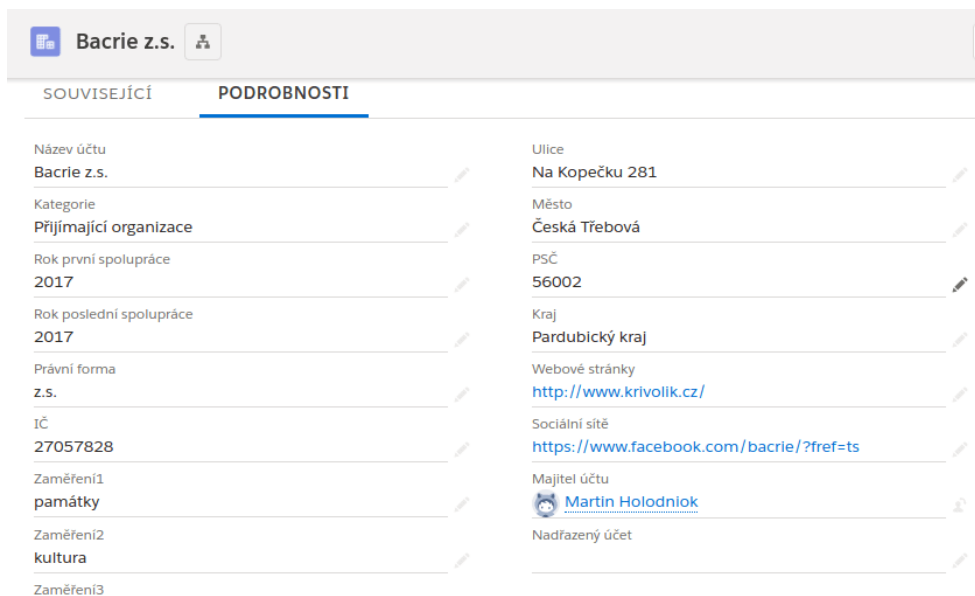 Bacrie z.s.
SOUVISEJÍCÍ
PODROBNOSTI
Název účtu
Bacrie z.s.
Kategorie
Přijímající organizace
Rok první spolupráce
2017
Rok poslední spolupráce
2017
Právní forma
z.s.
IČ
27057828
Zaměření1
památky
Zaměření2
kultura
Zaměření3
Ulice
Na Kopečku 281
Město
Česká Třebová
PSČ
56002
Kraj
Pardubický kraj
Webové stránky
http://www.krivolik.cz/
Sociální sítě
https://www.facebook.com/bacrie/?fref=ts
Majitel účtu
Martin Holodniok
Nadřazený účet